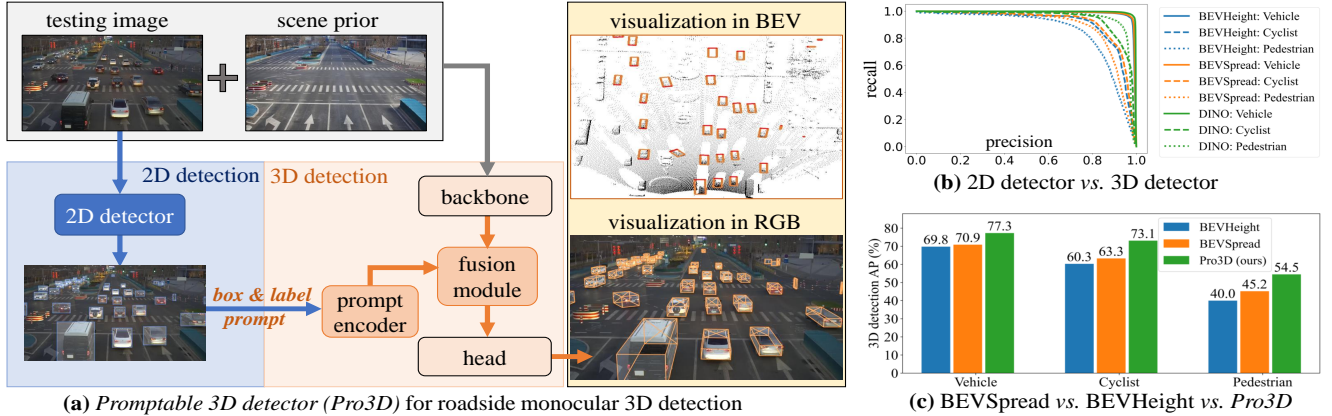 testing image
scene prior
2D detection
3D detection
2D detector
box & label
prompt
prompt
encoder
backbone
fusion
module
head
visualization in BEV
visualization in RGB
(a) Promptable 3D detector (Pro3D) for roadside monocular 3D detection
recall
1.0
0.8
0.6
0.4
0.2
0.0
0.0
0.2
0.4
0.6
0.8
1.0
precision
BEVHeight: Vehicle
BEVHeight: Cyclist
BEVHeight: Pedestrian
BEVSpread: Vehicle
BEVSpread: Cyclist
BEVSpread: Pedestrian
DINO: Vehicle
DINO: Cyclist
DINO: Pedestrian
(b) 2D detector vs. 3D detector
3D detection AP (%)
80
70
60
50
40
30
20
10
0
69.8
70.9
77.3
60.3
63.3
73.1
40.0
45.2
54.5
BEVHeight
BEVSpread
Pro3D (ours)
Vehicle
Cyclist
Pedestrian
(c) BEVSpread vs. BEVHeight vs. Pro3D